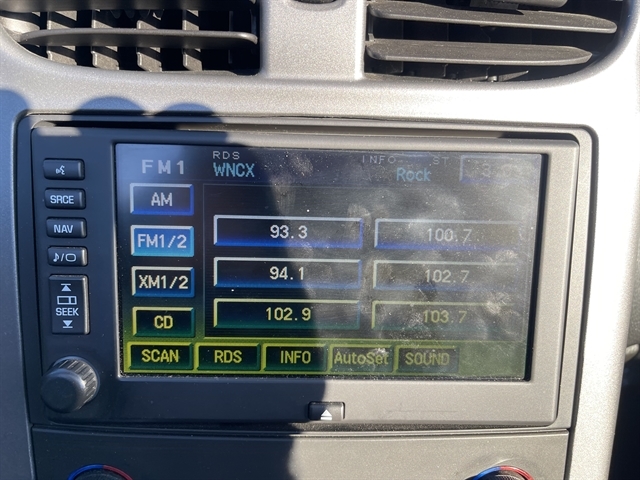 FM1 RDS INFO ST
WNCX Rock
SRCE
NAV
SEEK
AM
FM1/2
XM1/2
CD
93.3 100.7
94.1 102.7
102.9 103.7
SCAN RDS INFO AutoSet SOUND